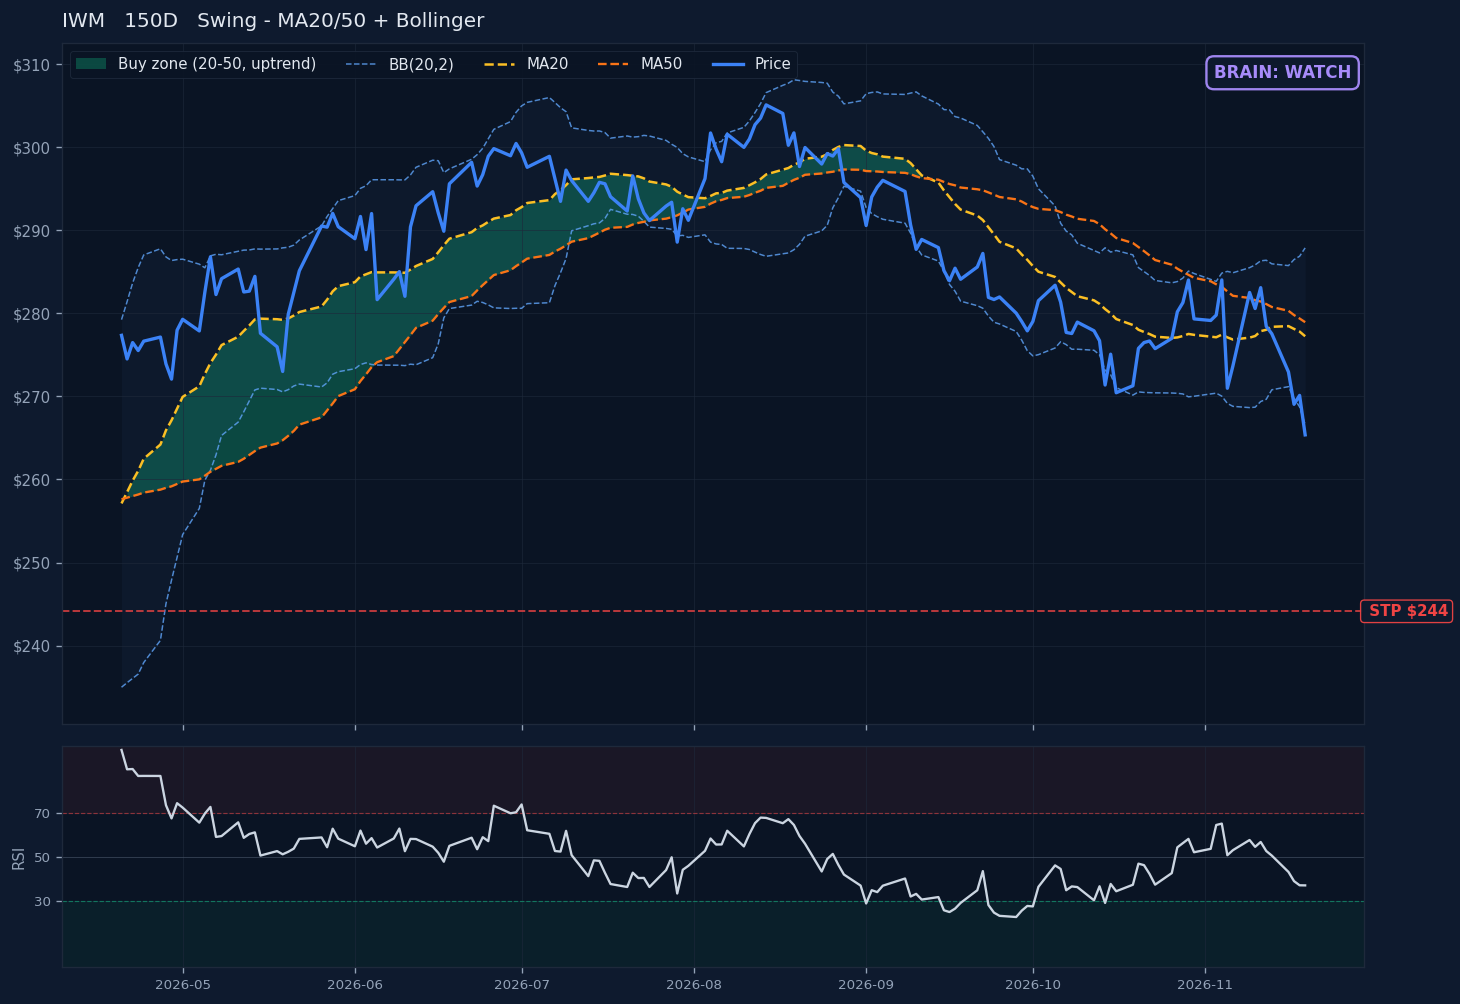 IWM   150D   Swing - MA20/50 + Bollinger
Buy zone (20-50, uptrend)   BB(20,2)   MA20   MA50   Price
BRAIN: WATCH
$310
$300
$290
$280
$270
$260
$250
$240
STP $244
RSI
70
50
30
2026-05   2026-06   2026-07   2026-08   2026-09   2026-10   2026-11